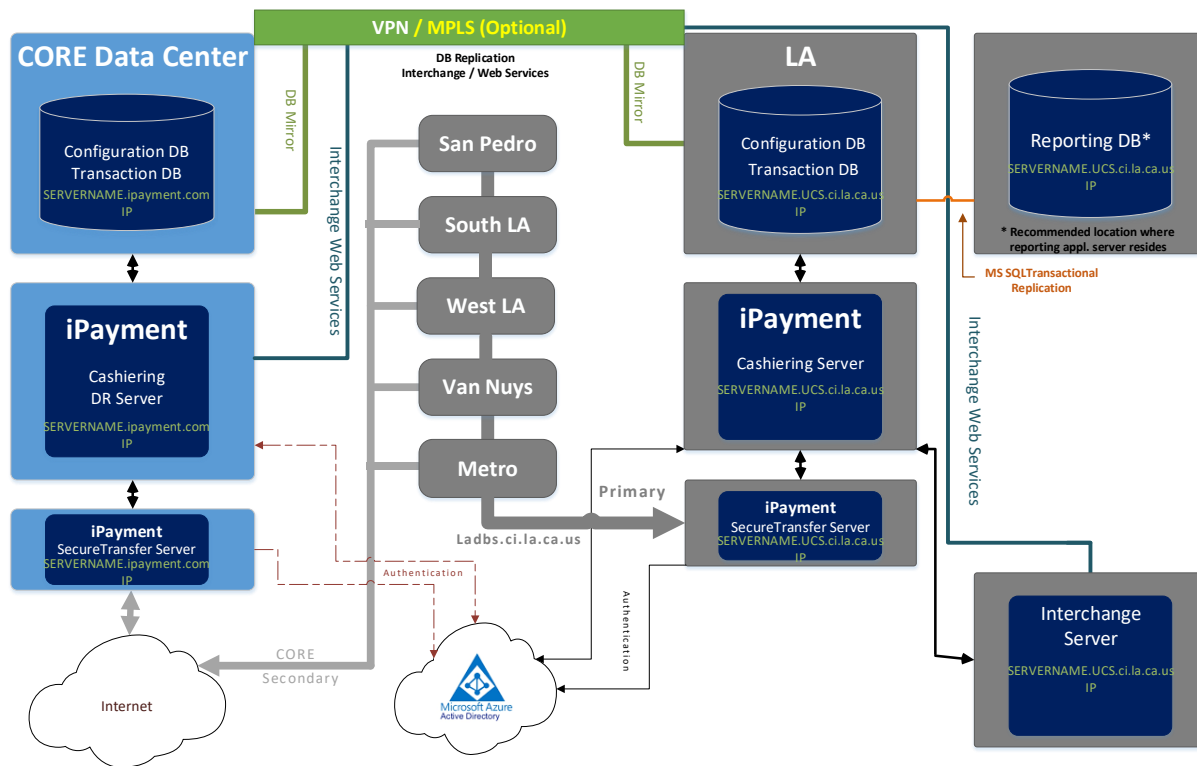 VPN / MPLS (Optional)
DB Replication
Interchange / Web Services
CORE Data Center
Configuration DB
Transaction DB
SERVERNAME.ipayment.com
IP
DB Mirror
Interchange Web Services
iPayment
Cashiering
DR Server
SERVERNAME.ipayment.com
IP
iPayment
SecureTransfer Server
SERVERNAME.ipayment.com
IP
Internet
San Pedro
South LA
West LA
Van Nuys
Metro
Primary
Ladbs.ci.la.ca.us
CORE
Secondary
Authentication
Microsoft Azure
Active Directory
Authentication
DB Mirror
LA
Configuration DB
Transaction DB
SERVERNAME.UCS.ci.la.ca.us
IP
iPayment
Cashiering Server
SERVERNAME.UCS.ci.la.ca.us
IP
iPayment
SecureTransfer Server
SERVERNAME.UCS.ci.la.ca.us
IP
Reporting DB*
SERVERNAME.UCS.ci.la.ca.us
IP
* Recommended location where
reporting appl. server resides
MS SQLTransactional
Replication
Interchange Web Services
Interchange
Server
SERVERNAME.UCS.ci.la.ca.us
IP